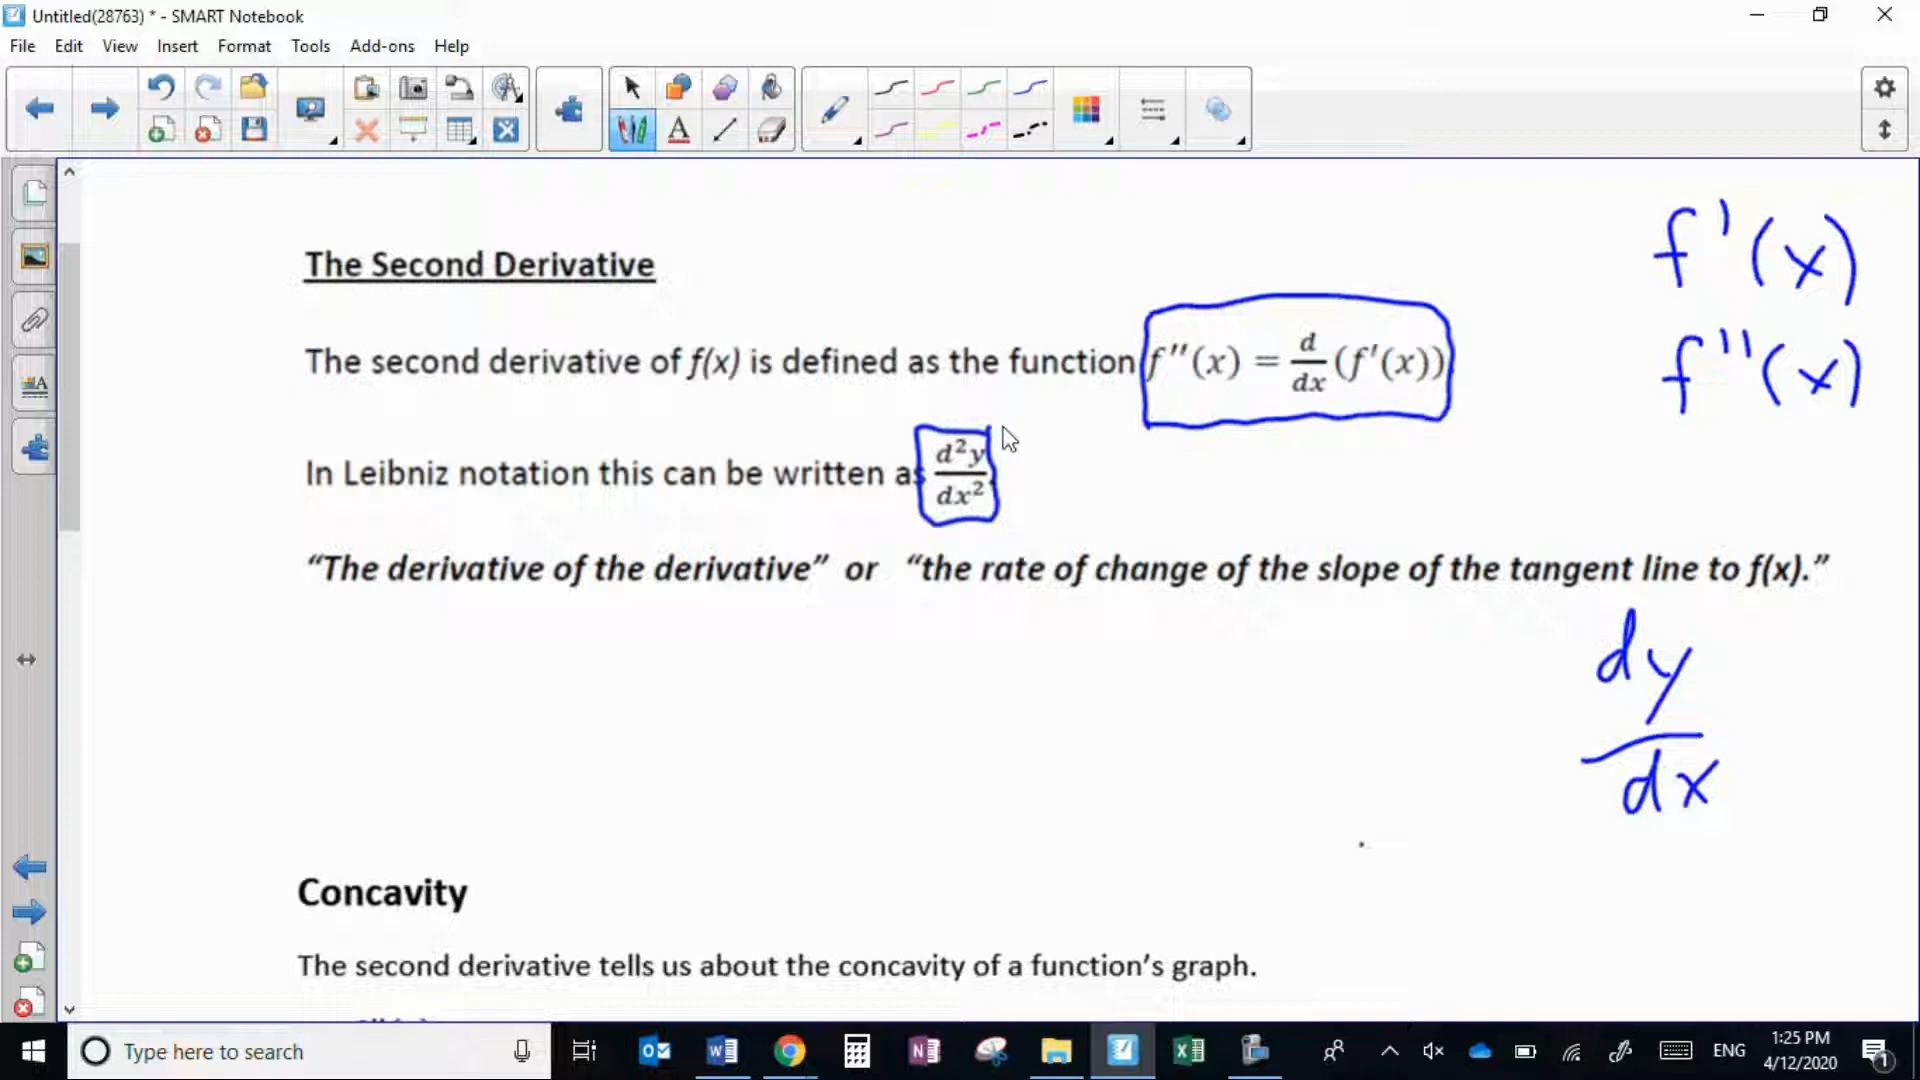 Untitled(28763) * - SMART Notebook
File Edit View Insert Format Tools Add-ons Help
The Second Derivative
f'(x)
The second derivative of f(x) is defined as the function f''(x) = d/dx (f'(x))
f''(x)
In Leibniz notation this can be written as d²y/dx².
“The derivative of the derivative” or “the rate of change of the slope of the tangent line to f(x).”
dy
dx
Concavity
The second derivative tells us about the concavity of a function's graph.
Type here to search
ENG
1:25 PM
4/12/2020
1